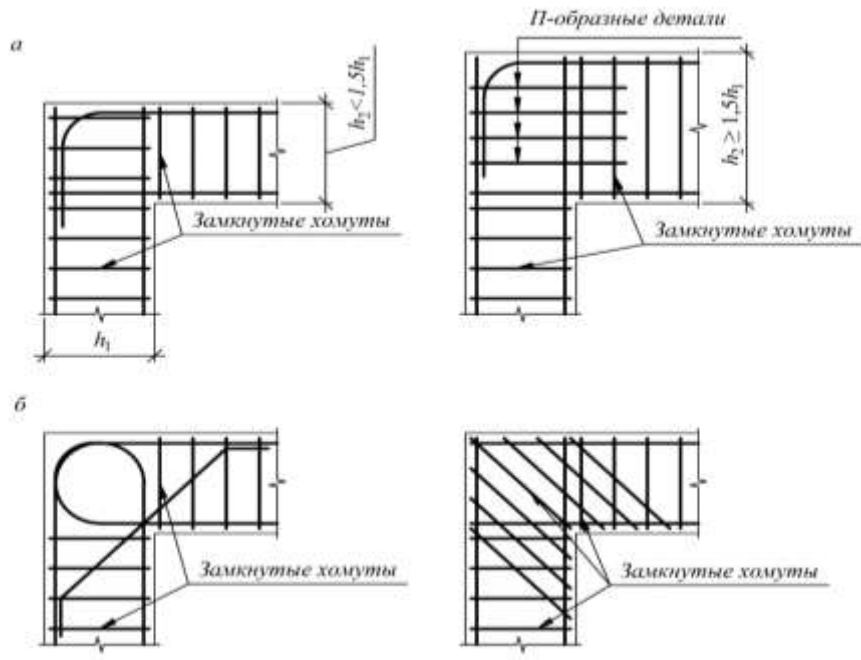 а
П-образные детали
h₂<1,5h₁
h₂ ≥ 1,5h₁
Замкнутые хомуты
Замкнутые хомуты
h₁
б
Замкнутые хомуты
Замкнутые хомуты